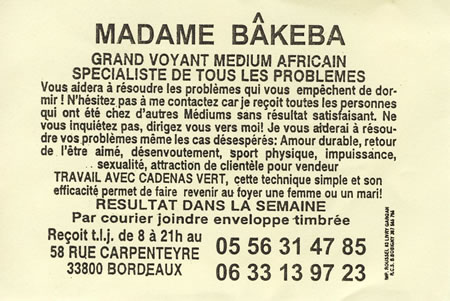 MADAME BÂKEBA
GRAND VOYANT MEDIUM AFRICAIN
SPECIALISTE DE TOUS LES PROBLEMES
Vous aidera à résoudre les problèmes qui vous empêchent de dor-
mir ! N'hésitez pas à me contactez car je reçoit toutes les personnes
qui ont été chez d'autres Médiums sans résultat satisfaisant. Ne
vous inquiétez pas, dirigez vous vers moi! Je vous aiderai à résou-
dre vos problèmes même les cas désespérés: Amour durable, retour
de l'être aimé, désenvoutement, sport physique, impuissance,
sexualité, attraction de clientèle pour vendeur
TRAVAIL AVEC CADENAS VERT, cette technique simple et son
efficacité permet de faire revenir au foyer une femme ou un mari!
RESULTAT DANS LA SEMAINE
Par courier joindre enveloppe timbrée
Reçoit t.l.j. de 8 à 21h au
58 RUE CARPENTEYRE
33800 BORDEAUX
05 56 31 47 85
06 33 13 97 23
IMP. ROUSSEL 93 LIVRY GARGAN
R.C.S. B BOBIGNY